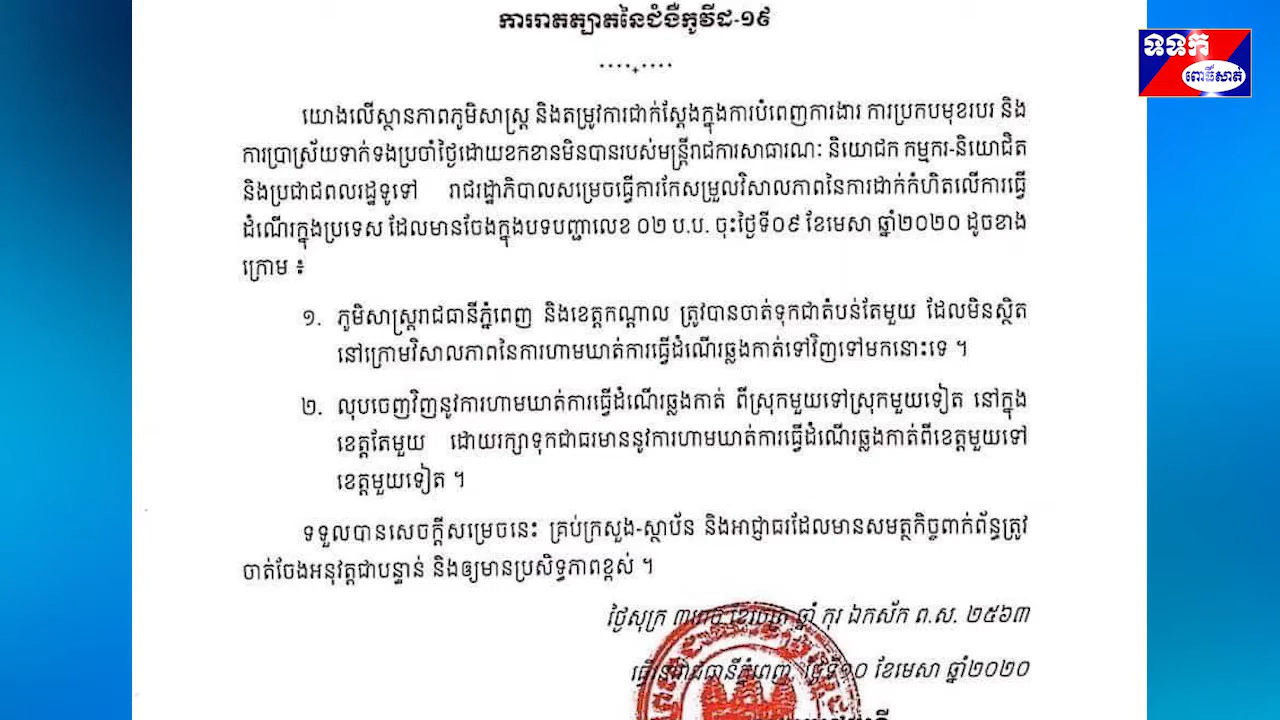 ការរាតត្បាតនៃជំងឺកូវីដ-១៩
ទទក
ពោធិ៍សាត់
យោងលើស្ថានភាពភូមិសាស្ត្រ និងតម្រូវការជាក់ស្តែងក្នុងការបំពេញការងារ ការប្រកបមុខរបរ និង
ការប្រាស្រ័យទាក់ទងប្រចាំថ្ងៃដោយខកខានមិនបានរបស់មន្ត្រីរាជការសាធារណៈ និយោជក កម្មករ-និយោជិត
និងប្រជាពលរដ្ឋទូទៅ រាជរដ្ឋាភិបាលសម្រេចធ្វើការកែសម្រួលវិសាលភាពនៃការដាក់កំហិតលើការធ្វើ
ដំណើរក្នុងប្រទេស ដែលមានចែងក្នុងបទបញ្ជាលេខ ០២ ប.ប. ចុះថ្ងៃទី០៩ ខែមេសា ឆ្នាំ២០២០ ដូចខាង
ក្រោម ៖
១. ភូមិសាស្ត្ររាជធានីភ្នំពេញ និងខេត្តកណ្តាល ត្រូវបានចាត់ទុកជាតំបន់តែមួយ ដែលមិនស្ថិត
នៅក្រោមវិសាលភាពនៃការហាមឃាត់ការធ្វើដំណើរឆ្លងកាត់ទៅវិញទៅមកនោះទេ ។
២. លុបចេញវិញនូវការហាមឃាត់ការធ្វើដំណើរឆ្លងកាត់ ពីស្រុកមួយទៅស្រុកមួយទៀត នៅក្នុង
ខេត្តតែមួយ ដោយរក្សាទុកជាធរមាននូវការហាមឃាត់ការធ្វើដំណើរឆ្លងកាត់ពីខេត្តមួយទៅ
ខេត្តមួយទៀត ។
ទទួលបានសេចក្តីសម្រេចនេះ គ្រប់ក្រសួង-ស្ថាប័ន និងអាជ្ញាធរដែលមានសមត្ថកិច្ចពាក់ព័ន្ធត្រូវ
ចាត់ចែងអនុវត្តជាបន្ទាន់ និងឲ្យមានប្រសិទ្ធភាពខ្ពស់ ។
ថ្ងៃសុក្រ ឆ្នាំ កុរ ឯកស័ក ព.ស. ២៥៦៣
រាជធានីភ្នំពេញ, ថ្ងៃទី១០ ខែមេសា ឆ្នាំ២០២០